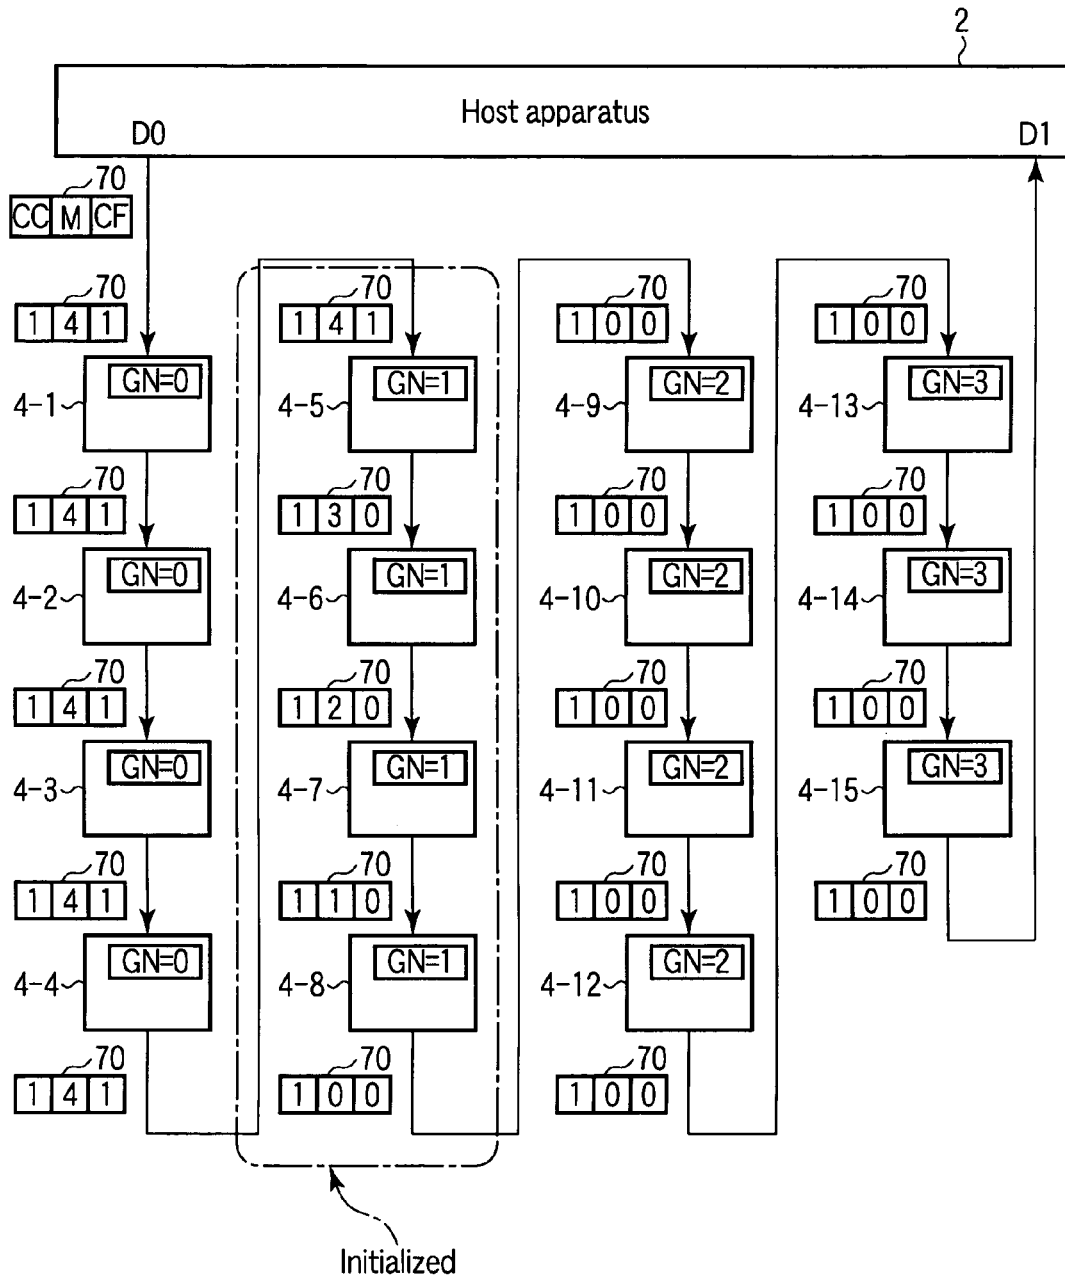 2
Host apparatus
D0
D1
70
CC M CF
70
1 4 1
70
1 4 1
70
1 0 0
70
1 0 0
GN=0
GN=1
GN=2
GN=3
4-1
4-5
4-9
4-13
70
1 4 1
70
1 3 0
70
1 0 0
70
1 0 0
GN=0
GN=1
GN=2
GN=3
4-2
4-6
4-10
4-14
70
1 4 1
70
1 2 0
70
1 0 0
70
1 0 0
GN=0
GN=1
GN=2
GN=3
4-3
4-7
4-11
4-15
70
1 4 1
70
1 1 0
70
1 0 0
70
1 0 0
GN=0
GN=1
GN=2
4-4
4-8
4-12
70
1 4 1
70
1 0 0
70
1 0 0
Initialized